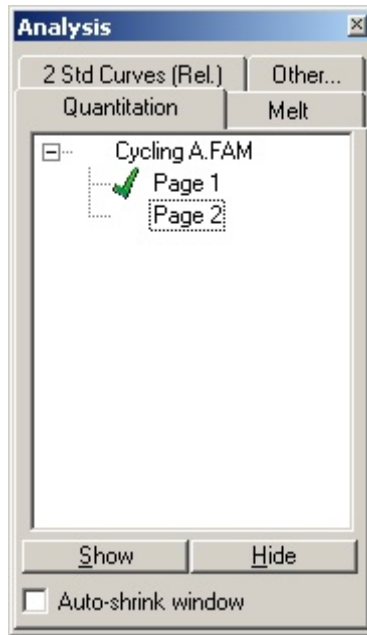 Analysis
2 Std Curves (Rel.) Other...
Quantitation Melt
Cycling A.FAM
Page 1
Page 2
Show Hide
Auto-shrink window